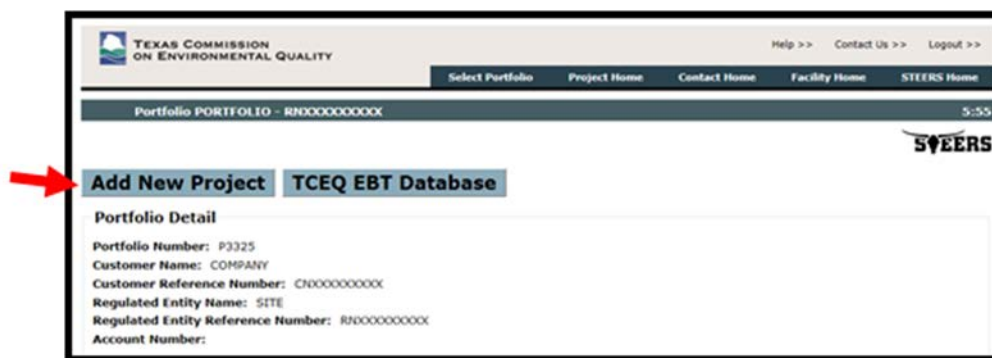 TEXAS COMMISSION
ON ENVIRONMENTAL QUALITY
Help >> Contact Us >> Logout >>
Select Portfolio Project Home Contact Home Facility Home STEERS Home
Portfolio PORTFOLIO - RNXXXXXXXXX 5:55
STEERS
Add New Project TCEQ EBT Database
Portfolio Detail
Portfolio Number: P3325
Customer Name: COMPANY
Customer Reference Number: CNXXXXXXXXX
Regulated Entity Name: SITE
Regulated Entity Reference Number: RNXXXXXXXXX
Account Number: